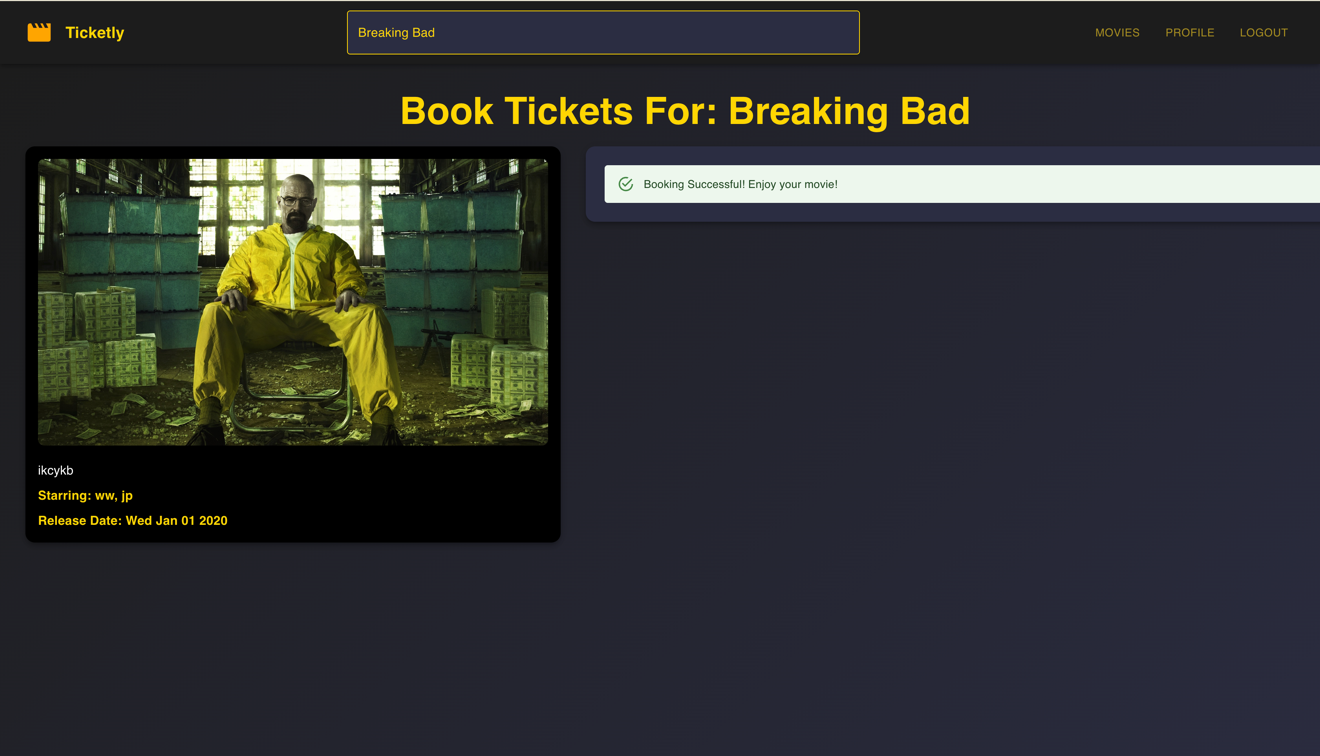 Ticketly
Breaking Bad
MOVIES PROFILE LOGOUT
Book Tickets For: Breaking Bad
Booking Successful! Enjoy your movie!
ikcykb
Starring: ww, jp
Release Date: Wed Jan 01 2020